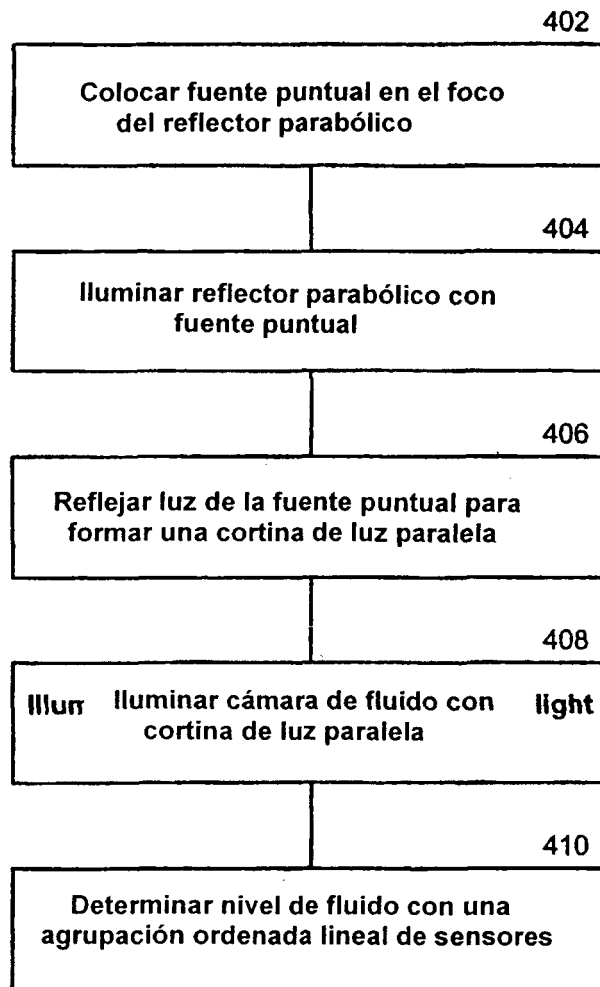 402
Colocar fuente puntual en el foco
del reflector parabólico
404
Iluminar reflector parabólico con
fuente puntual
406
Reflejar luz de la fuente puntual para
formar una cortina de luz paralela
408
Iluminar cámara de fluido con light
cortina de luz paralela
410
Determinar nivel de fluido con una
agrupación ordenada lineal de sensores